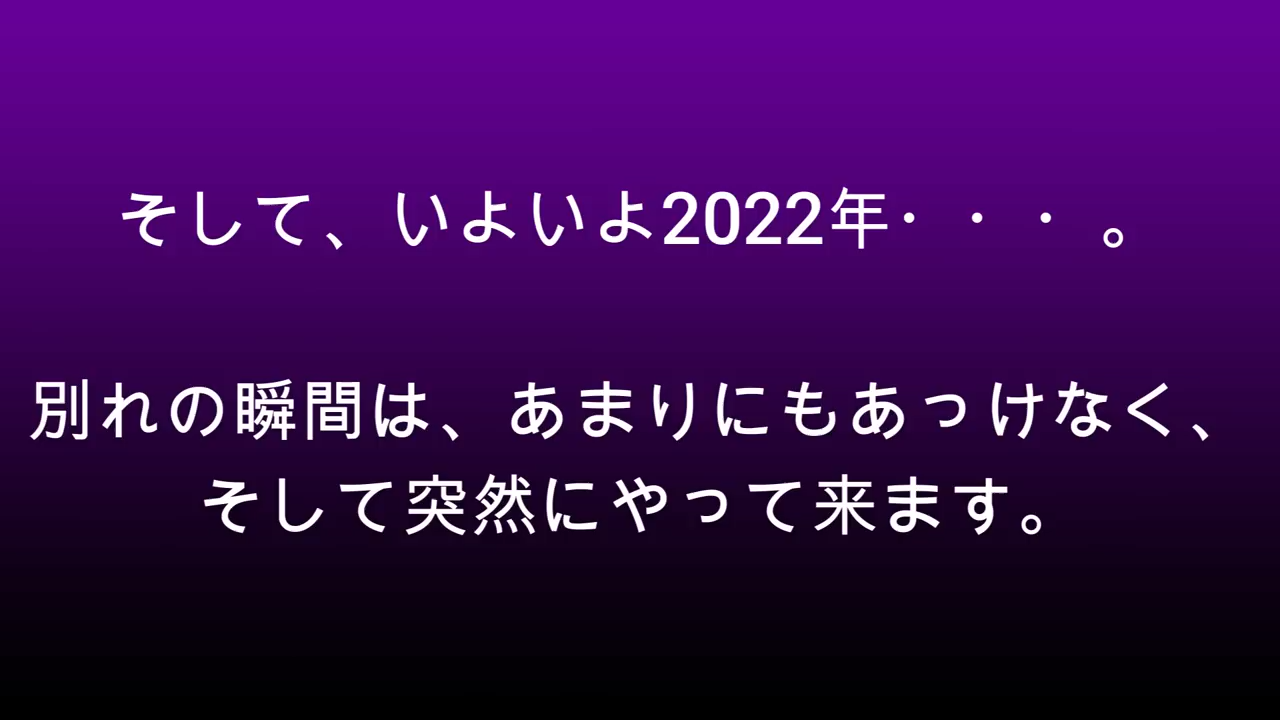 そして、いよいよ2022年・・・。
別れの瞬間は、あまりにもあっけなく、
そして突然にやって来ます。